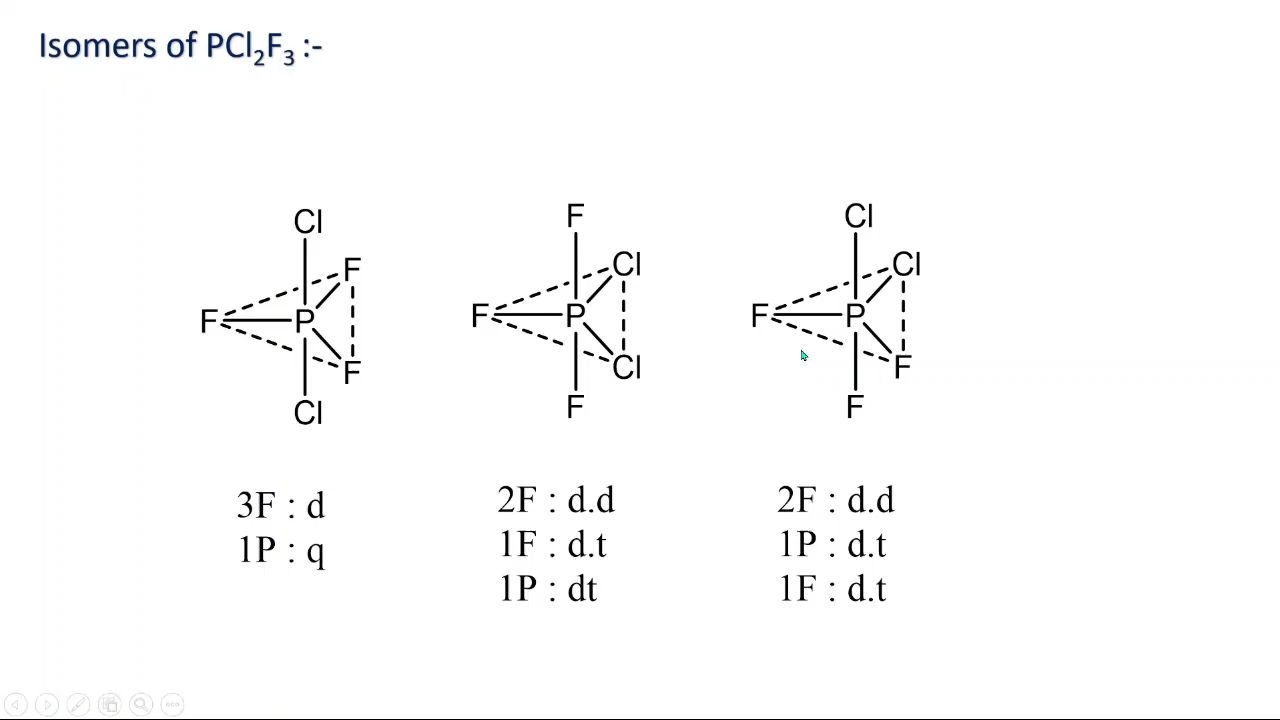 Isomers of PCl₂F₃ :-
Cl
F
F
P
F
Cl
F
Cl
F
P
Cl
F
Cl
Cl
F
P
F
F
3F : d
1P : q
2F : d.d
1F : d.t
1P : dt
2F : d.d
1P : d.t
1F : d.t